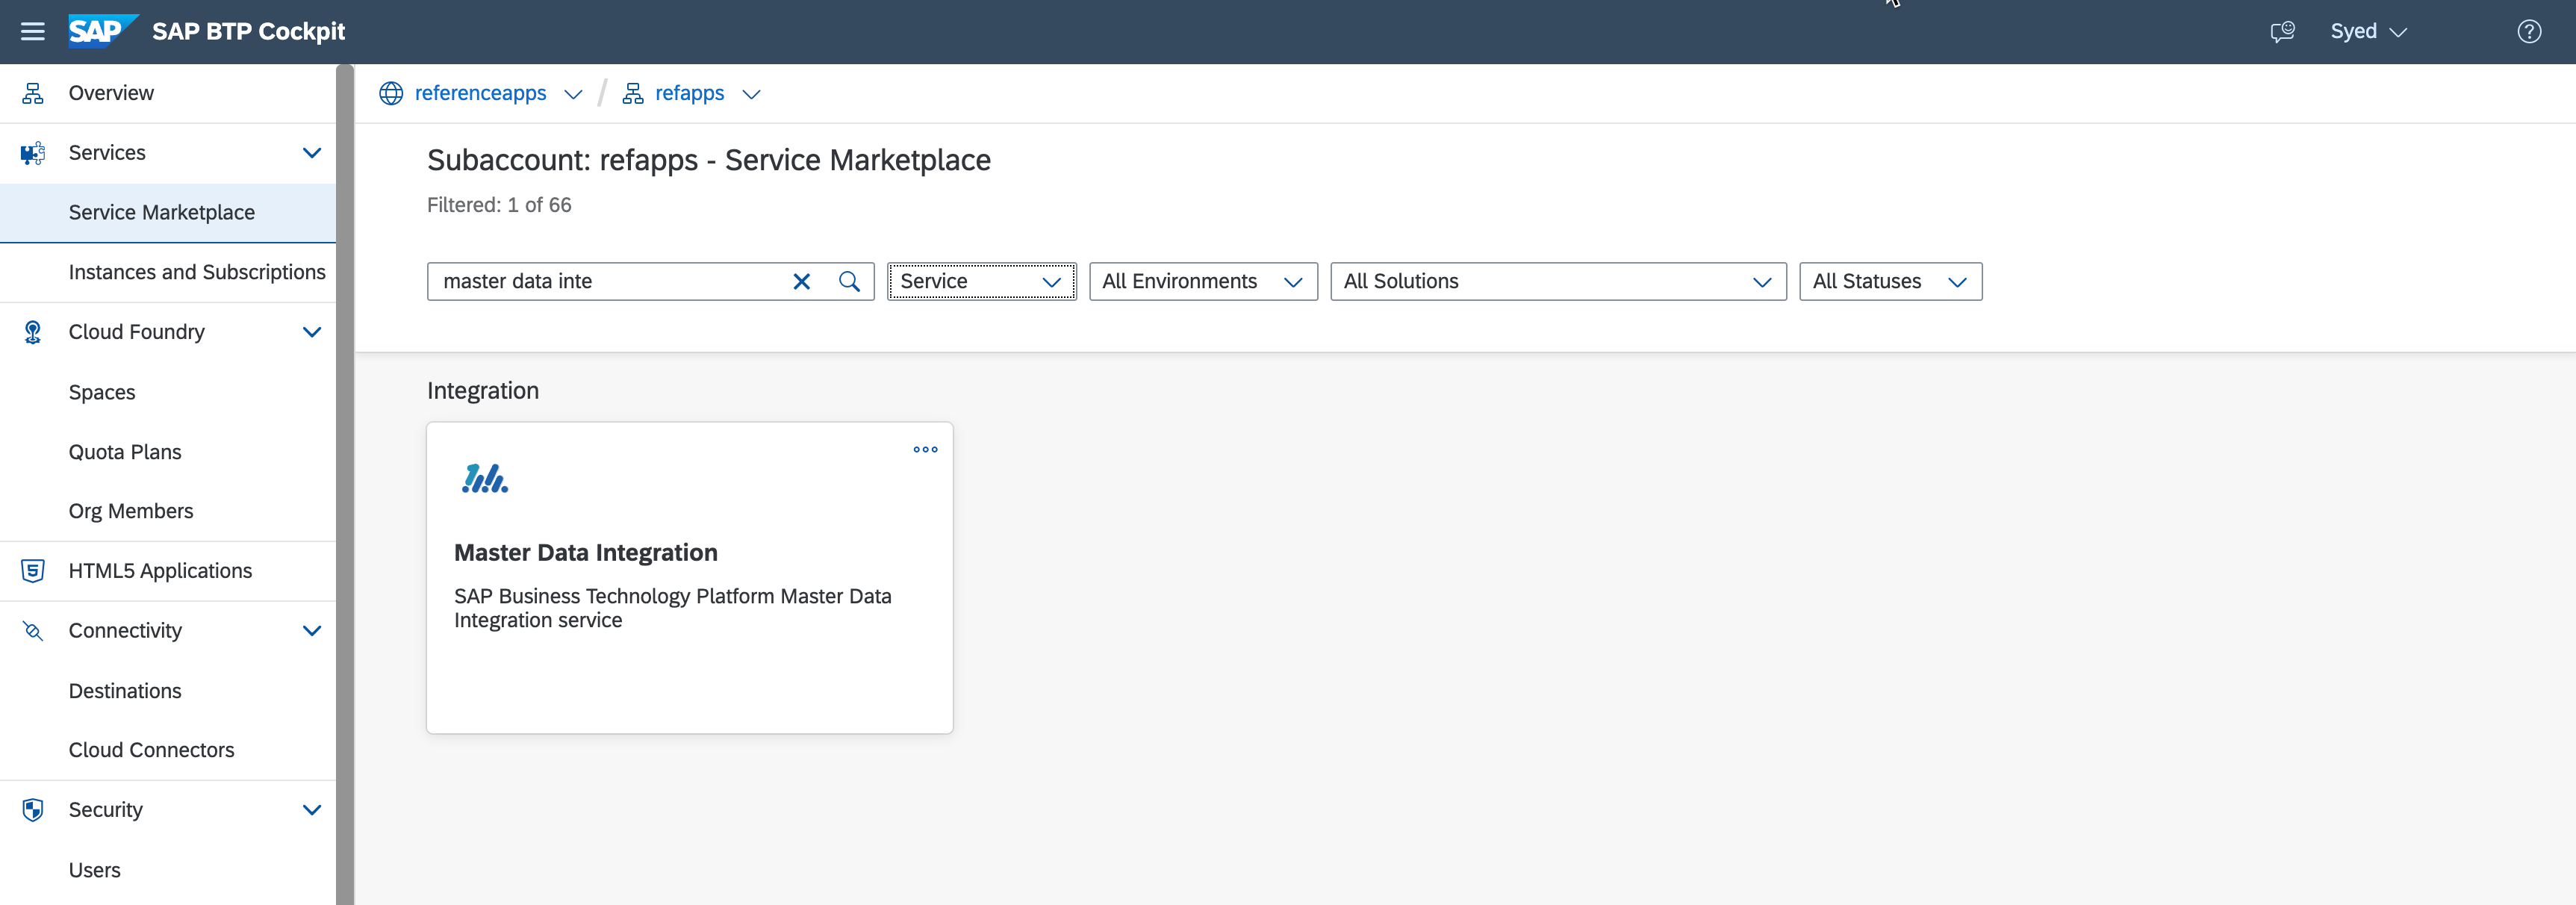 SAP SAP BTP Cockpit
Syed
Overview
Services
Service Marketplace
Instances and Subscriptions
Cloud Foundry
Spaces
Quota Plans
Org Members
HTML5 Applications
Connectivity
Destinations
Cloud Connectors
Security
Users
referenceapps / refapps
Subaccount: refapps - Service Marketplace
Filtered: 1 of 66
master data inte
Service
All Environments
All Solutions
All Statuses
Integration
Master Data Integration
SAP Business Technology Platform Master Data
Integration service